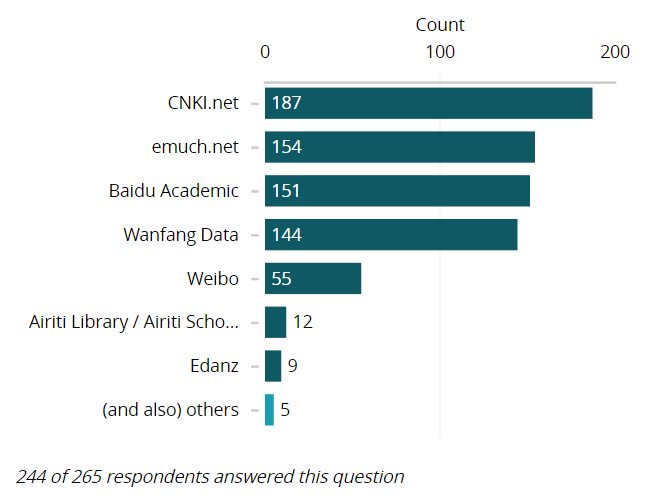 Count
0 100 200
CNKI.net 187
emuch.net 154
Baidu Academic 151
Wanfang Data 144
Weibo 55
Airiti Library / Airiti Scho... 12
Edanz 9
(and also) others 5
244 of 265 respondents answered this question